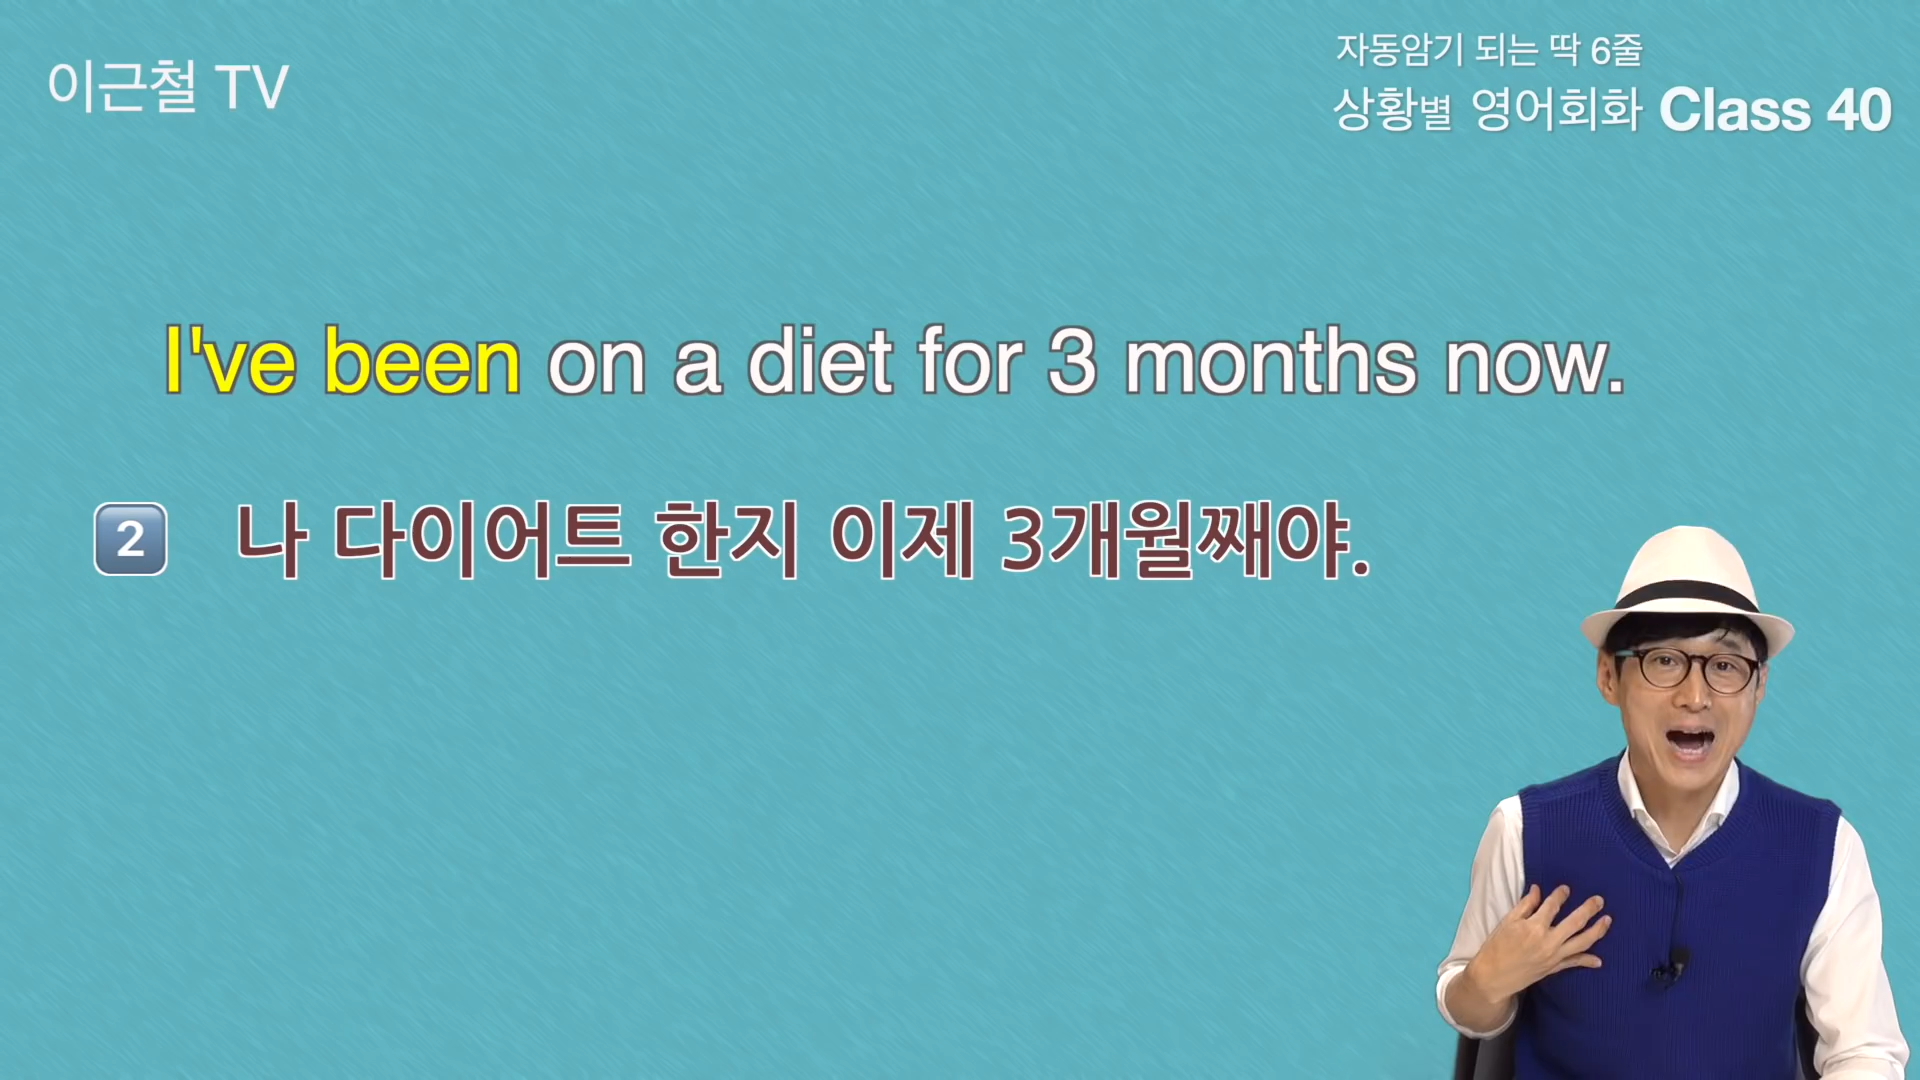 이근철 TV
자동암기 되는 딱 6줄
상황별 영어회화 Class 40
I've been on a diet for 3 months now.
2 나 다이어트 한지 이제 3개월째야.